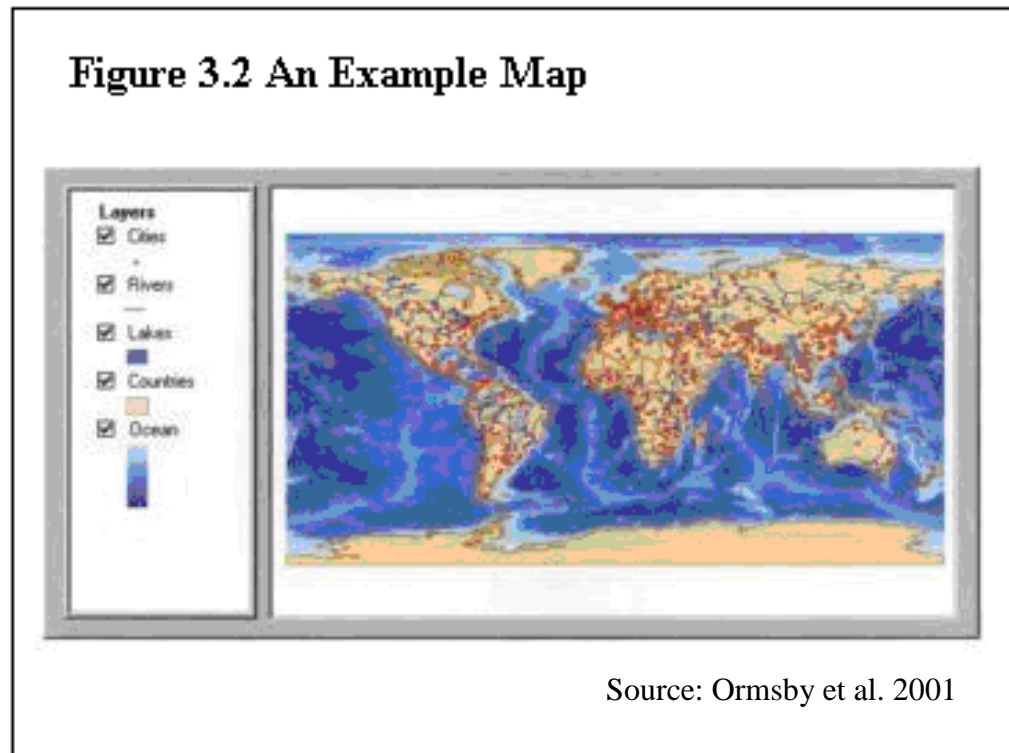 Figure 3.2 An Example Map
Layers
Cities
Rivers
Lakes
Countries
Ocean
Source: Ormsby et al. 2001